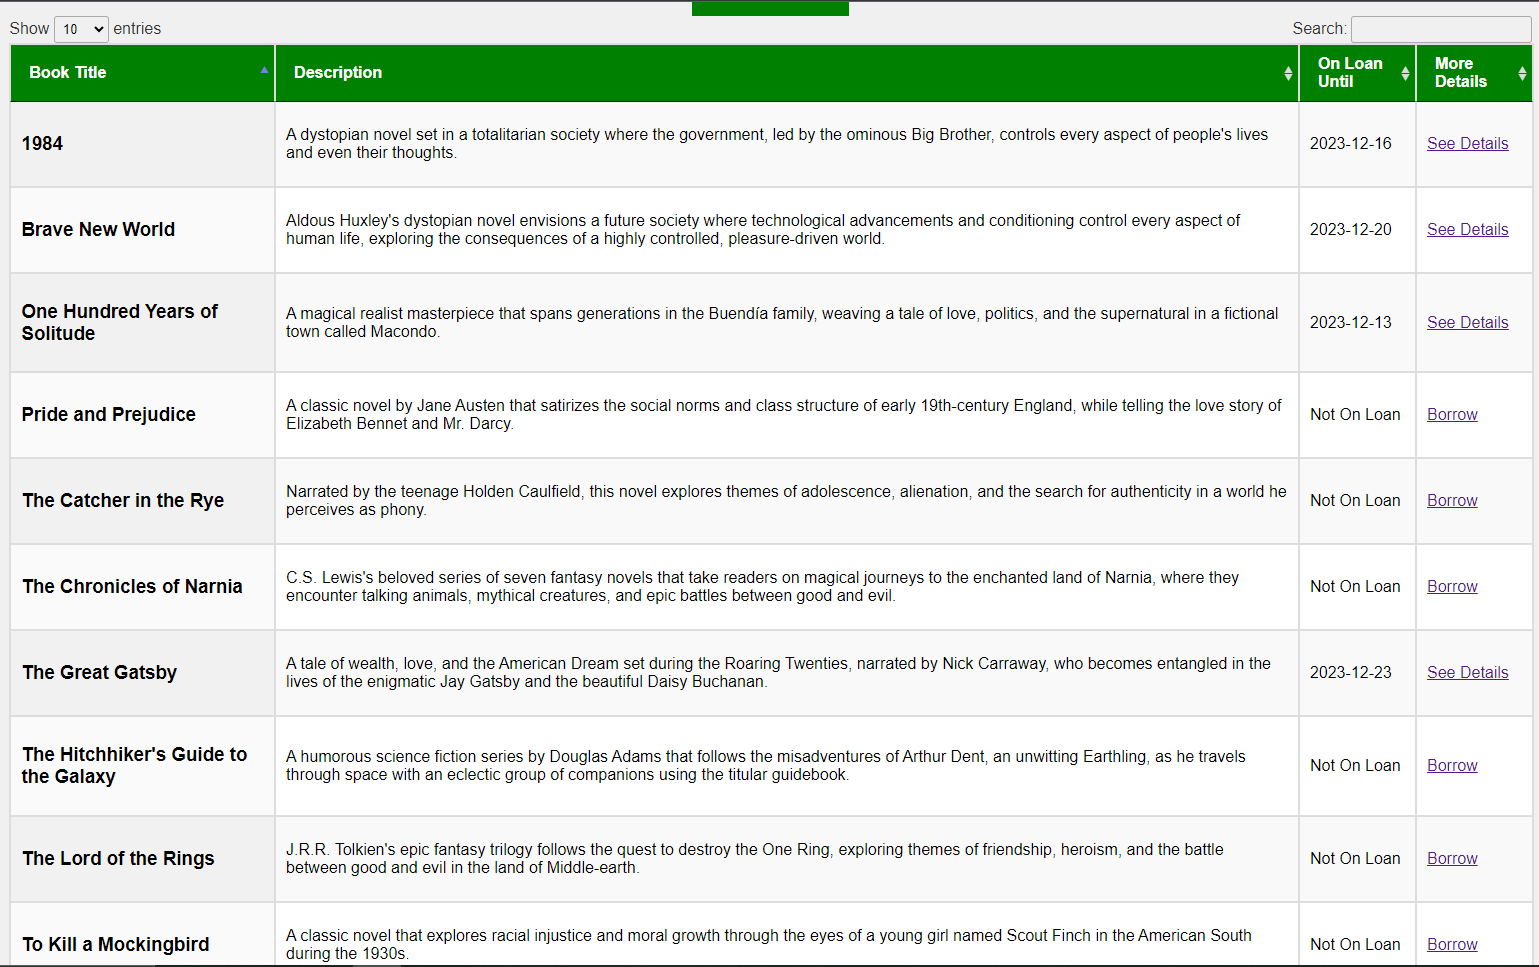 Show 10 entries Search:
Book Title Description On Loan Until More Details
1984
A dystopian novel set in a totalitarian society where the government, led by the ominous Big Brother, controls every aspect of people's lives
and even their thoughts.
2023-12-16
See Details
Brave New World
Aldous Huxley's dystopian novel envisions a future society where technological advancements and conditioning control every aspect of
human life, exploring the consequences of a highly controlled, pleasure-driven world.
2023-12-20
See Details
One Hundred Years of
Solitude
A magical realist masterpiece that spans generations in the Buendía family, weaving a tale of love, politics, and the supernatural in a fictional
town called Macondo.
2023-12-13
See Details
Pride and Prejudice
A classic novel by Jane Austen that satirizes the social norms and class structure of early 19th-century England, while telling the love story of
Elizabeth Bennet and Mr. Darcy.
Not On Loan
Borrow
The Catcher in the Rye
Narrated by the teenage Holden Caulfield, this novel explores themes of adolescence, alienation, and the search for authenticity in a world he
perceives as phony.
Not On Loan
Borrow
The Chronicles of Narnia
C.S. Lewis's beloved series of seven fantasy novels that take readers on magical journeys to the enchanted land of Narnia, where they
encounter talking animals, mythical creatures, and epic battles between good and evil.
Not On Loan
Borrow
The Great Gatsby
A tale of wealth, love, and the American Dream set during the Roaring Twenties, narrated by Nick Carraway, who becomes entangled in the
lives of the enigmatic Jay Gatsby and the beautiful Daisy Buchanan.
2023-12-23
See Details
The Hitchhiker's Guide to
the Galaxy
A humorous science fiction series by Douglas Adams that follows the misadventures of Arthur Dent, an unwitting Earthling, as he travels
through space with an eclectic group of companions using the titular guidebook.
Not On Loan
Borrow
The Lord of the Rings
J.R.R. Tolkien's epic fantasy trilogy follows the quest to destroy the One Ring, exploring themes of friendship, heroism, and the battle
between good and evil in the land of Middle-earth.
Not On Loan
Borrow
To Kill a Mockingbird
A classic novel that explores racial injustice and moral growth through the eyes of a young girl named Scout Finch in the American South
during the 1930s.
Not On Loan
Borrow